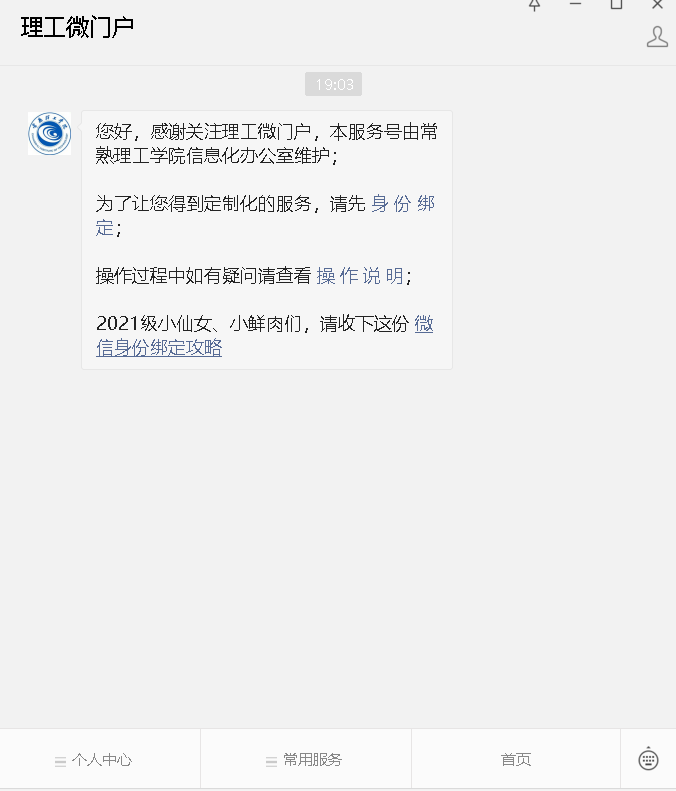 理工微门户
19:03
您好，感谢关注理工微门户，本服务号由常
熟理工学院信息化办公室维护；
为了让您得到定制化的服务，请先 身 份 绑
定；
操作过程中如有疑问请查看 操 作 说 明；
2021级小仙女、小鲜肉们，请收下这份 微
信身份绑定攻略
个人中心
常用服务
首页